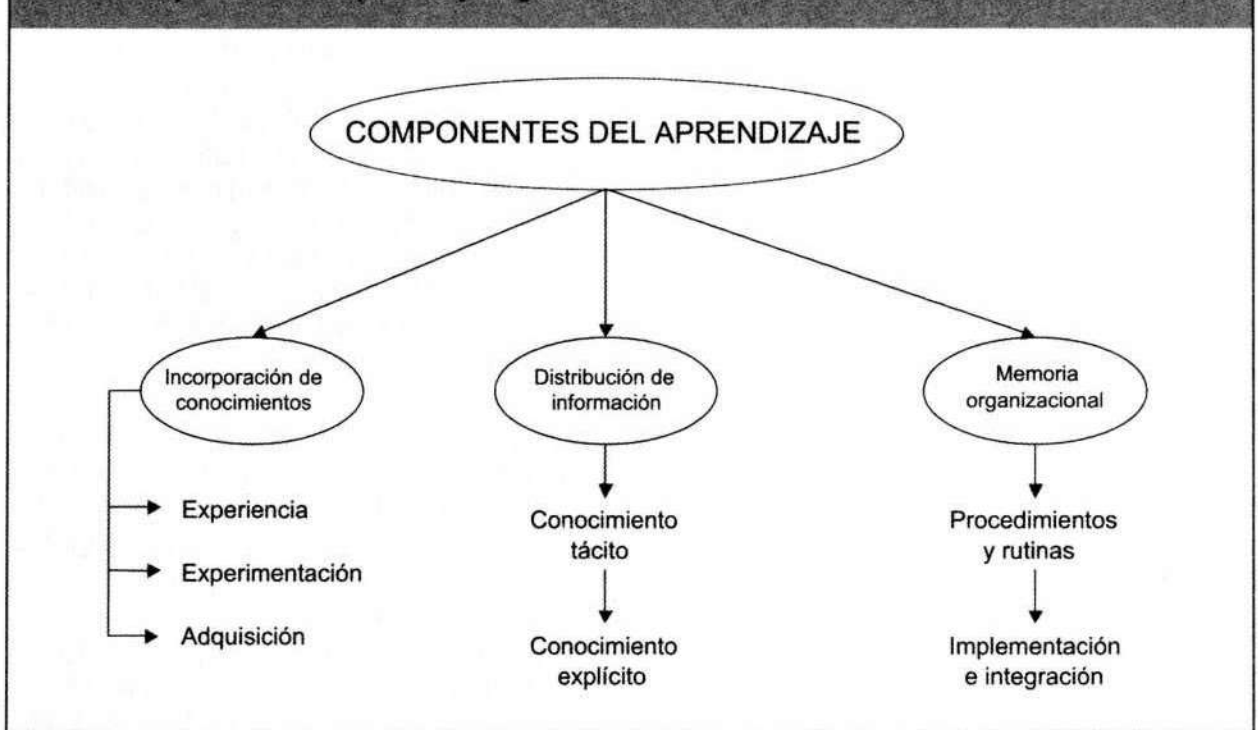 COMPONENTES DEL APRENDIZAJE
Incorporación de
conocimientos
Experiencia
Experimentación
Adquisición
Distribución de
información
Conocimiento
tácito
Conocimiento
explícito
Memoria
organizacional
Procedimientos
y rutinas
Implementación
e integración